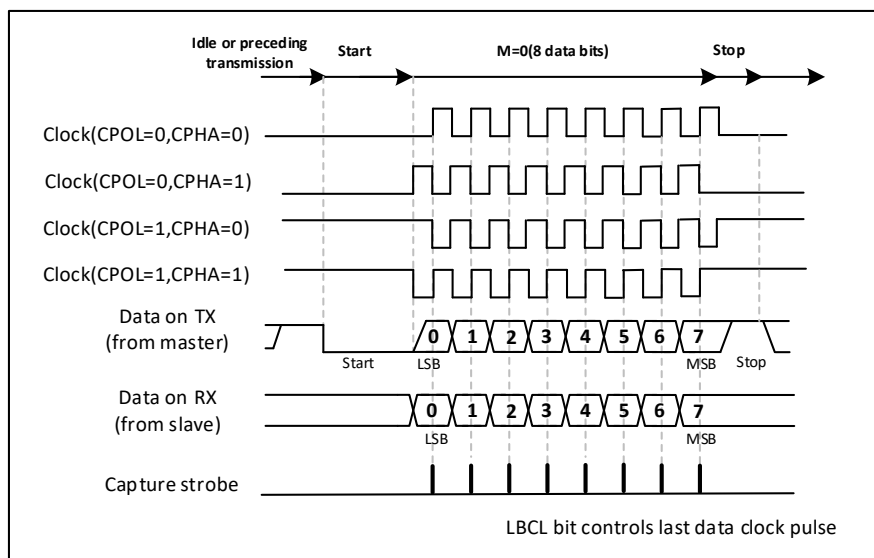 Idle or preceding
transmission
Start
M=0(8 data bits)
Stop
Clock(CPOL=0,CPHA=0)
Clock(CPOL=0,CPHA=1)
Clock(CPOL=1,CPHA=0)
Clock(CPOL=1,CPHA=1)
Data on TX
(from master)
0 1 2 3 4 5 6 7
Start
LSB
MSB
Stop
Data on RX
(from slave)
0 1 2 3 4 5 6 7
LSB
MSB
Capture strobe
LBCL bit controls last data clock pulse